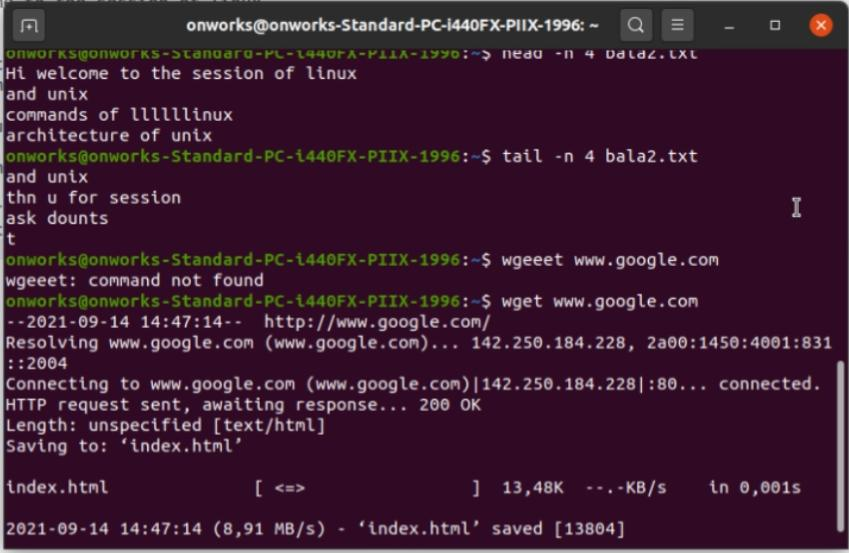 onworks@onworks-Standard-PC-i440FX-PIIX-1996: ~
onworks@onworks-Standard-PC-i440FX-PIIX-1996:~$ head -n 4 bala2.txt
Hi welcome to the session of linux
and unix
commands of lllllinux
architecture of unix
onworks@onworks-Standard-PC-i440FX-PIIX-1996:~$ tail -n 4 bala2.txt
and unix
thn u for session
ask dounts
t
onworks@onworks-Standard-PC-i440FX-PIIX-1996:~$ wgeeet www.google.com
wgeeet: command not found
onworks@onworks-Standard-PC-i440FX-PIIX-1996:~$ wget www.google.com
--2021-09-14 14:47:14--  http://www.google.com/
Resolving www.google.com (www.google.com)... 142.250.184.228, 2a00:1450:4001:831
::2004
Connecting to www.google.com (www.google.com)|142.250.184.228|:80... connected.
HTTP request sent, awaiting response... 200 OK
Length: unspecified [text/html]
Saving to: ‘index.html’
index.html              [ <=>                ]  13,48K  --.-KB/s    in 0,001s
2021-09-14 14:47:14 (8,91 MB/s) - ‘index.html’ saved [13804]